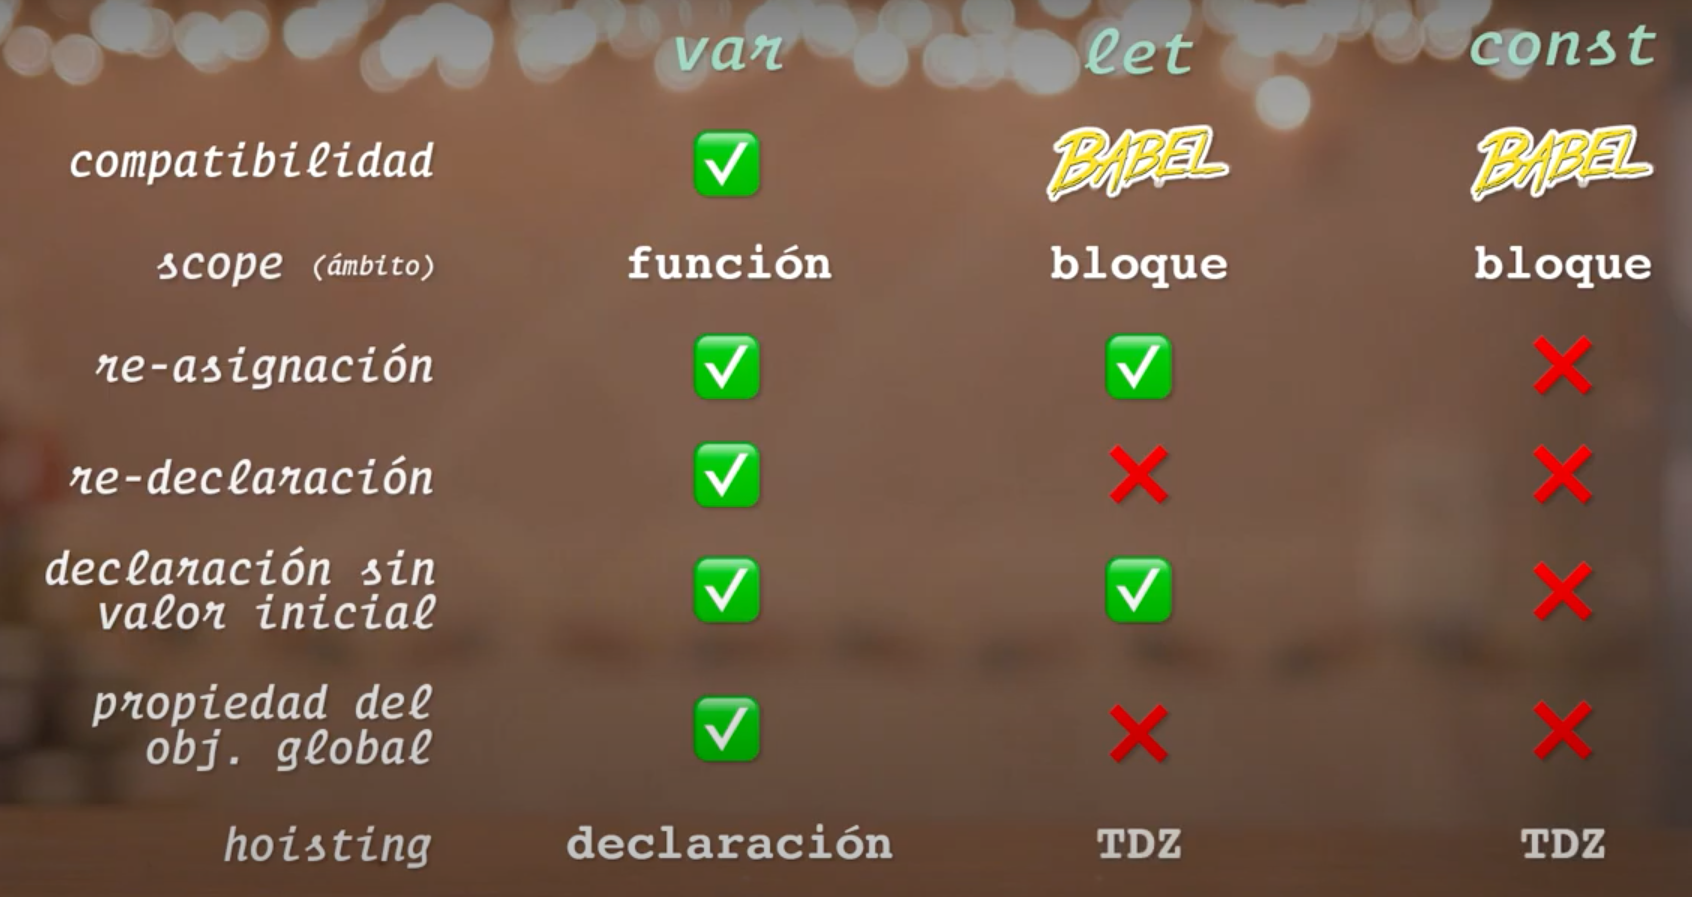 var let const
compatibilidad ✅ BABEL BABEL
scope (ámbito) función bloque bloque
re-asignación ✅ ✅ ❌
re-declaración ✅ ❌ ❌
declaración sin
valor inicial ✅ ✅ ❌
propiedad del
obj. global ✅ ❌ ❌
hoisting declaración TDZ TDZ